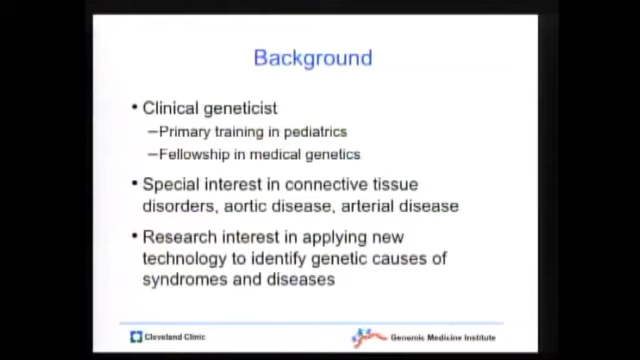 Background
• Clinical geneticist
–Primary training in pediatrics
–Fellowship in medical genetics
• Special interest in connective tissue
disorders, aortic disease, arterial disease
• Research interest in applying new
technology to identify genetic causes of
syndromes and diseases
Cleveland Clinic
Genomic Medicine Institute